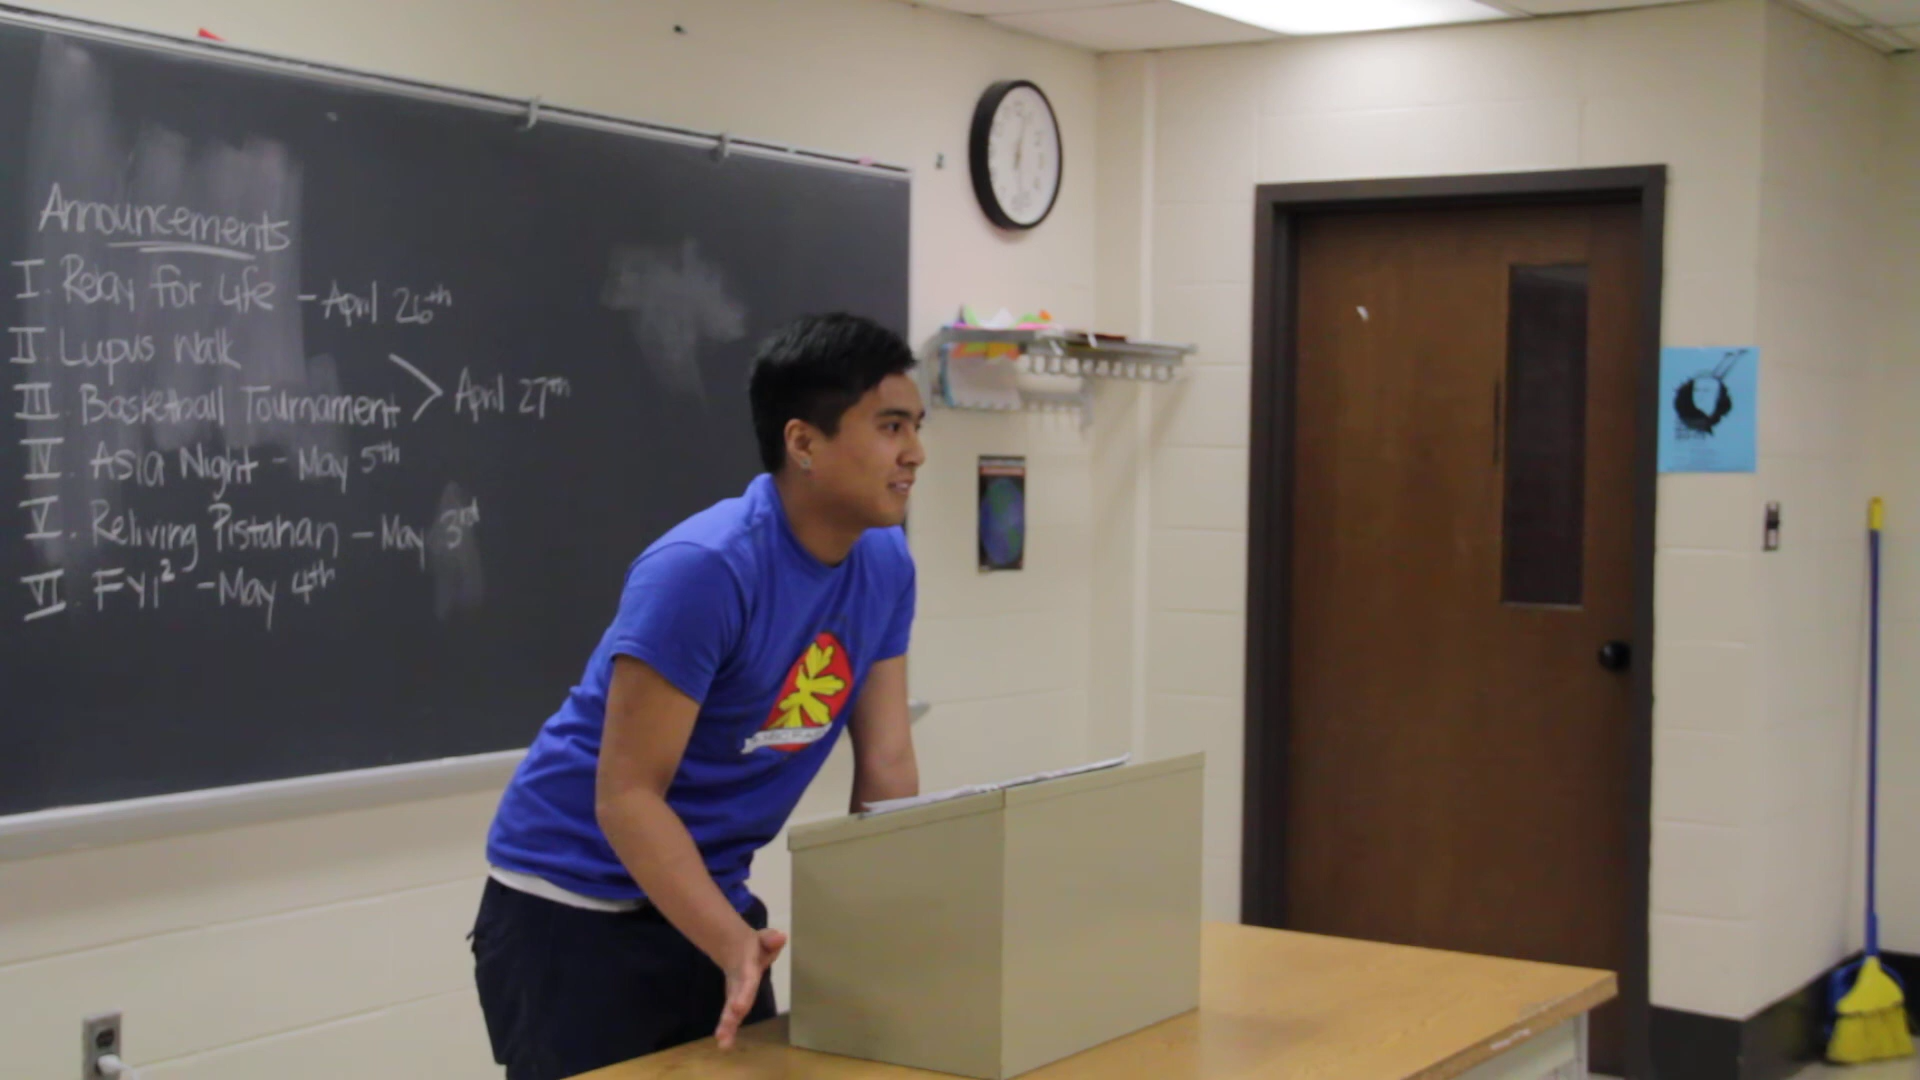 Announcements
I. Relay for Life - April 26th
II Lupus Walk
III Basketball Tournament > April 27th
IV. Asia Night - May 5th
V. Reliving Pistahan - May 3rd
VI. FYI² - May 4th